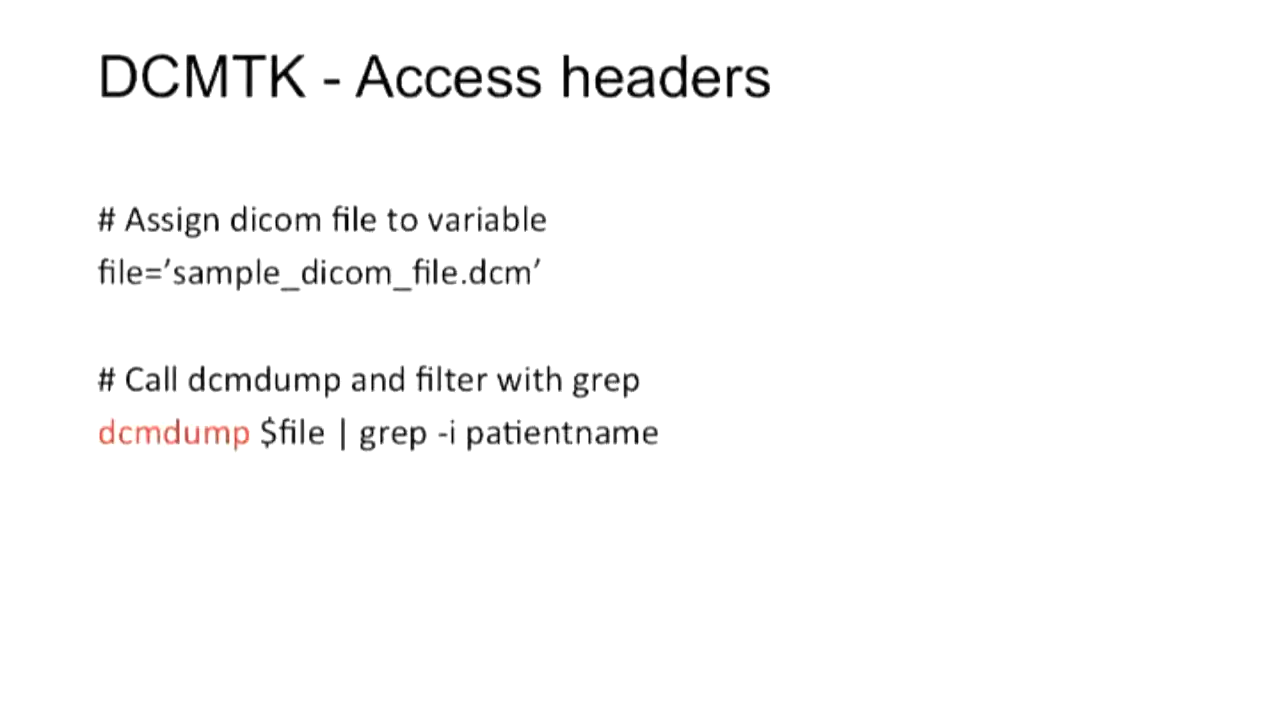 DCMTK - Access headers
# Assign dicom file to variable
file=’sample_dicom_file.dcm’
# Call dcmdump and filter with grep
dcmdump $file | grep -i patientname